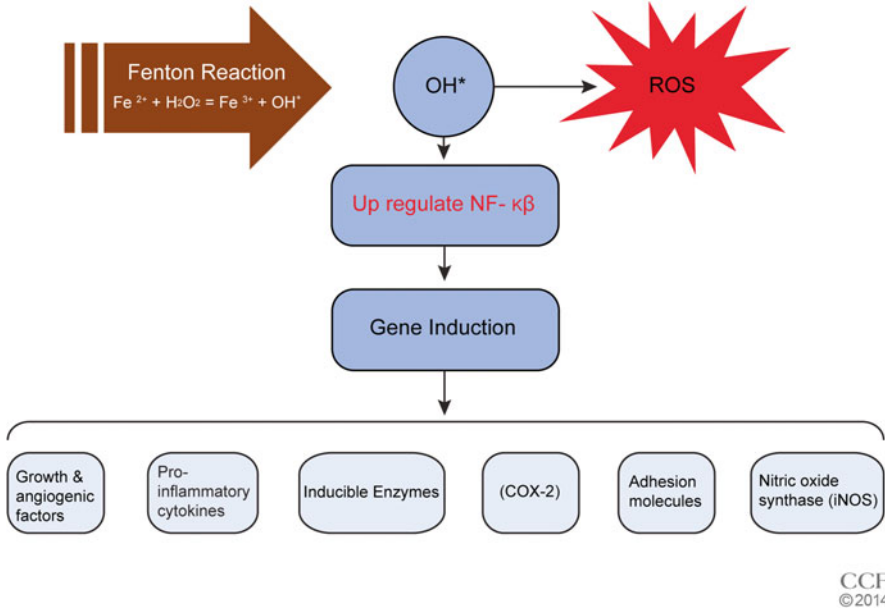 Fenton Reaction
Fe ²⁺ + H₂O₂ = Fe ³⁺ + OH⁺
OH*
ROS
Up regulate NF- κβ
Gene Induction
Growth &
angiogenic
factors
Pro-
inflammatory
cytokines
Inducible Enzymes
(COX-2)
Adhesion
molecules
Nitric oxide
synthase (iNOS)
CCF
©2014